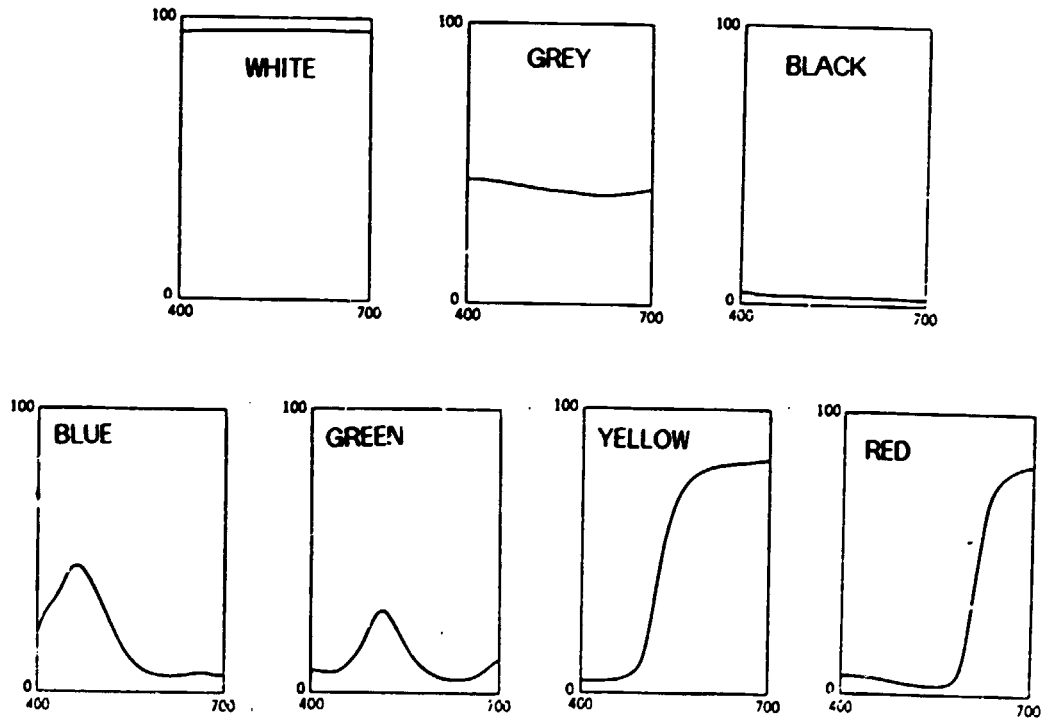 100 WHITE 0 400 700
100 GREY 0 400 700
100 BLACK 0 400 700
100 BLUE 0 400 700
100 GREEN 0 400 700
100 YELLOW 0 400 700
100 RED 0 400 700